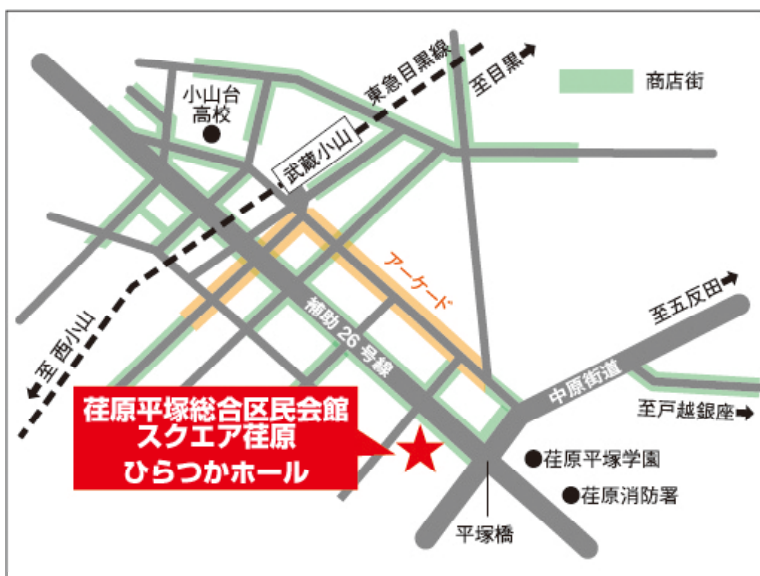 東急目黒線
至目黒
商店街
小山台
高校
武蔵小山
アーケード
至五反田
補助26号線
中原街道
至西小山
至戸越銀座
荏原平塚総合区民会館
スクエア荏原
ひらつかホール
荏原平塚学園
荏原消防署
平塚橋